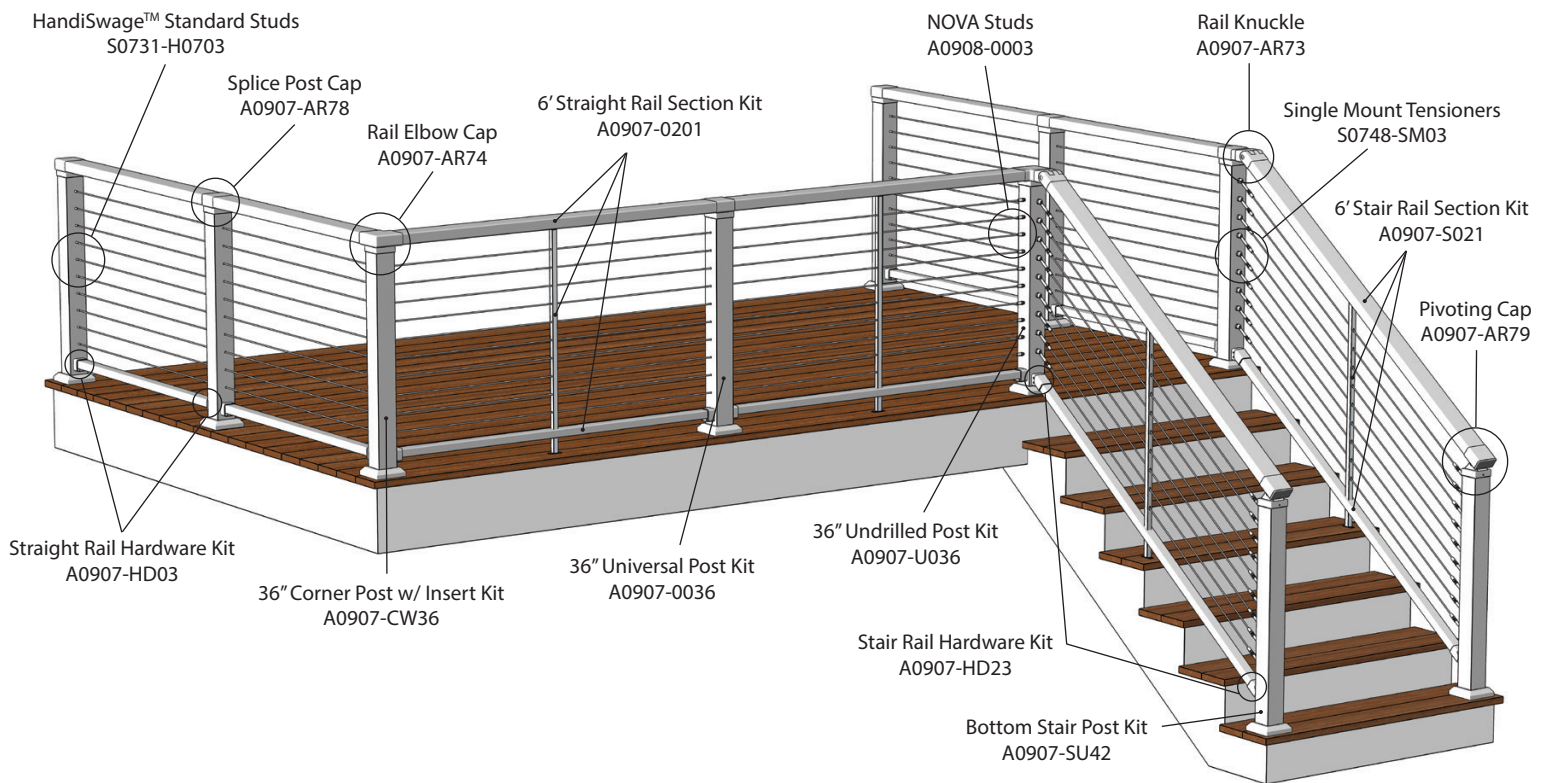 HandiSwage™ Standard Studs
S0731-H0703
Splice Post Cap
A0907-AR78
Rail Elbow Cap
A0907-AR74
6’ Straight Rail Section Kit
A0907-0201
NOVA Studs
A0908-0003
Rail Knuckle
A0907-AR73
Single Mount Tensioners
S0748-SM03
6’ Stair Rail Section Kit
A0907-S021
Pivoting Cap
A0907-AR79
Straight Rail Hardware Kit
A0907-HD03
36” Corner Post w/ Insert Kit
A0907-CW36
36” Universal Post Kit
A0907-0036
36” Undrilled Post Kit
A0907-U036
Stair Rail Hardware Kit
A0907-HD23
Bottom Stair Post Kit
A0907-SU42